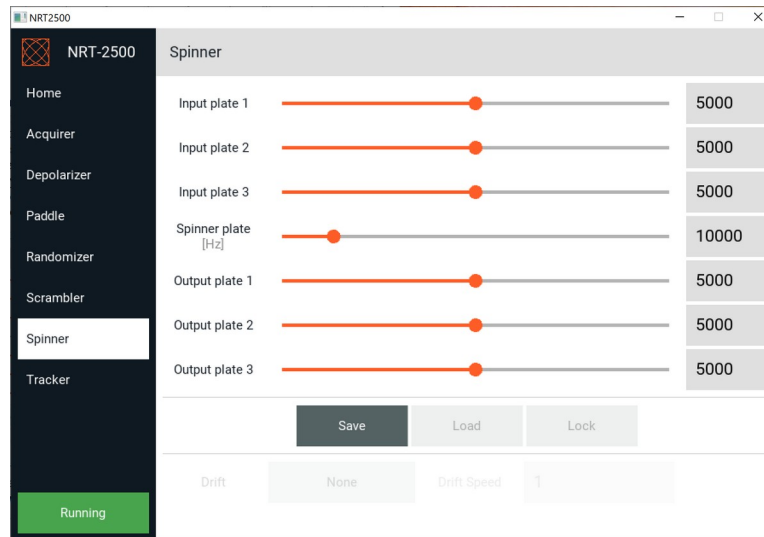 NRT2500
NRT-2500
Spinner
Home
Acquirer
Depolarizer
Paddle
Randomizer
Scrambler
Spinner
Tracker
Running
Input plate 1
5000
Input plate 2
5000
Input plate 3
5000
Spinner plate
[Hz]
10000
Output plate 1
5000
Output plate 2
5000
Output plate 3
5000
Save
Load
Lock
Drift
None
Drift Speed
1